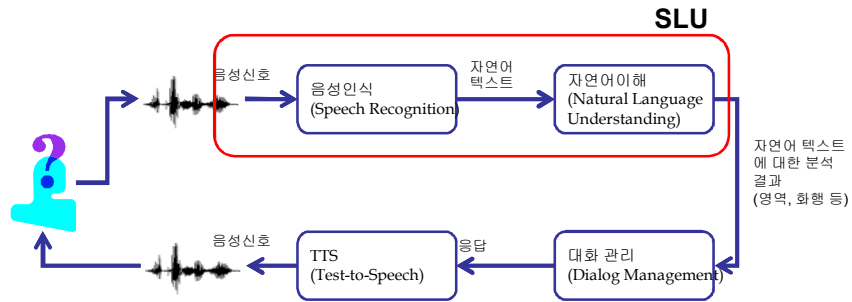 SLU
음성신호
음성인식
(Speech Recognition)
자연어
텍스트
자연어이해
(Natural Language
Understanding)
자연어 텍스트
에 대한 분석
결과
(영역, 화행 등)
?
음성신호
TTS
(Test-to-Speech)
응답
대화 관리
(Dialog Management)